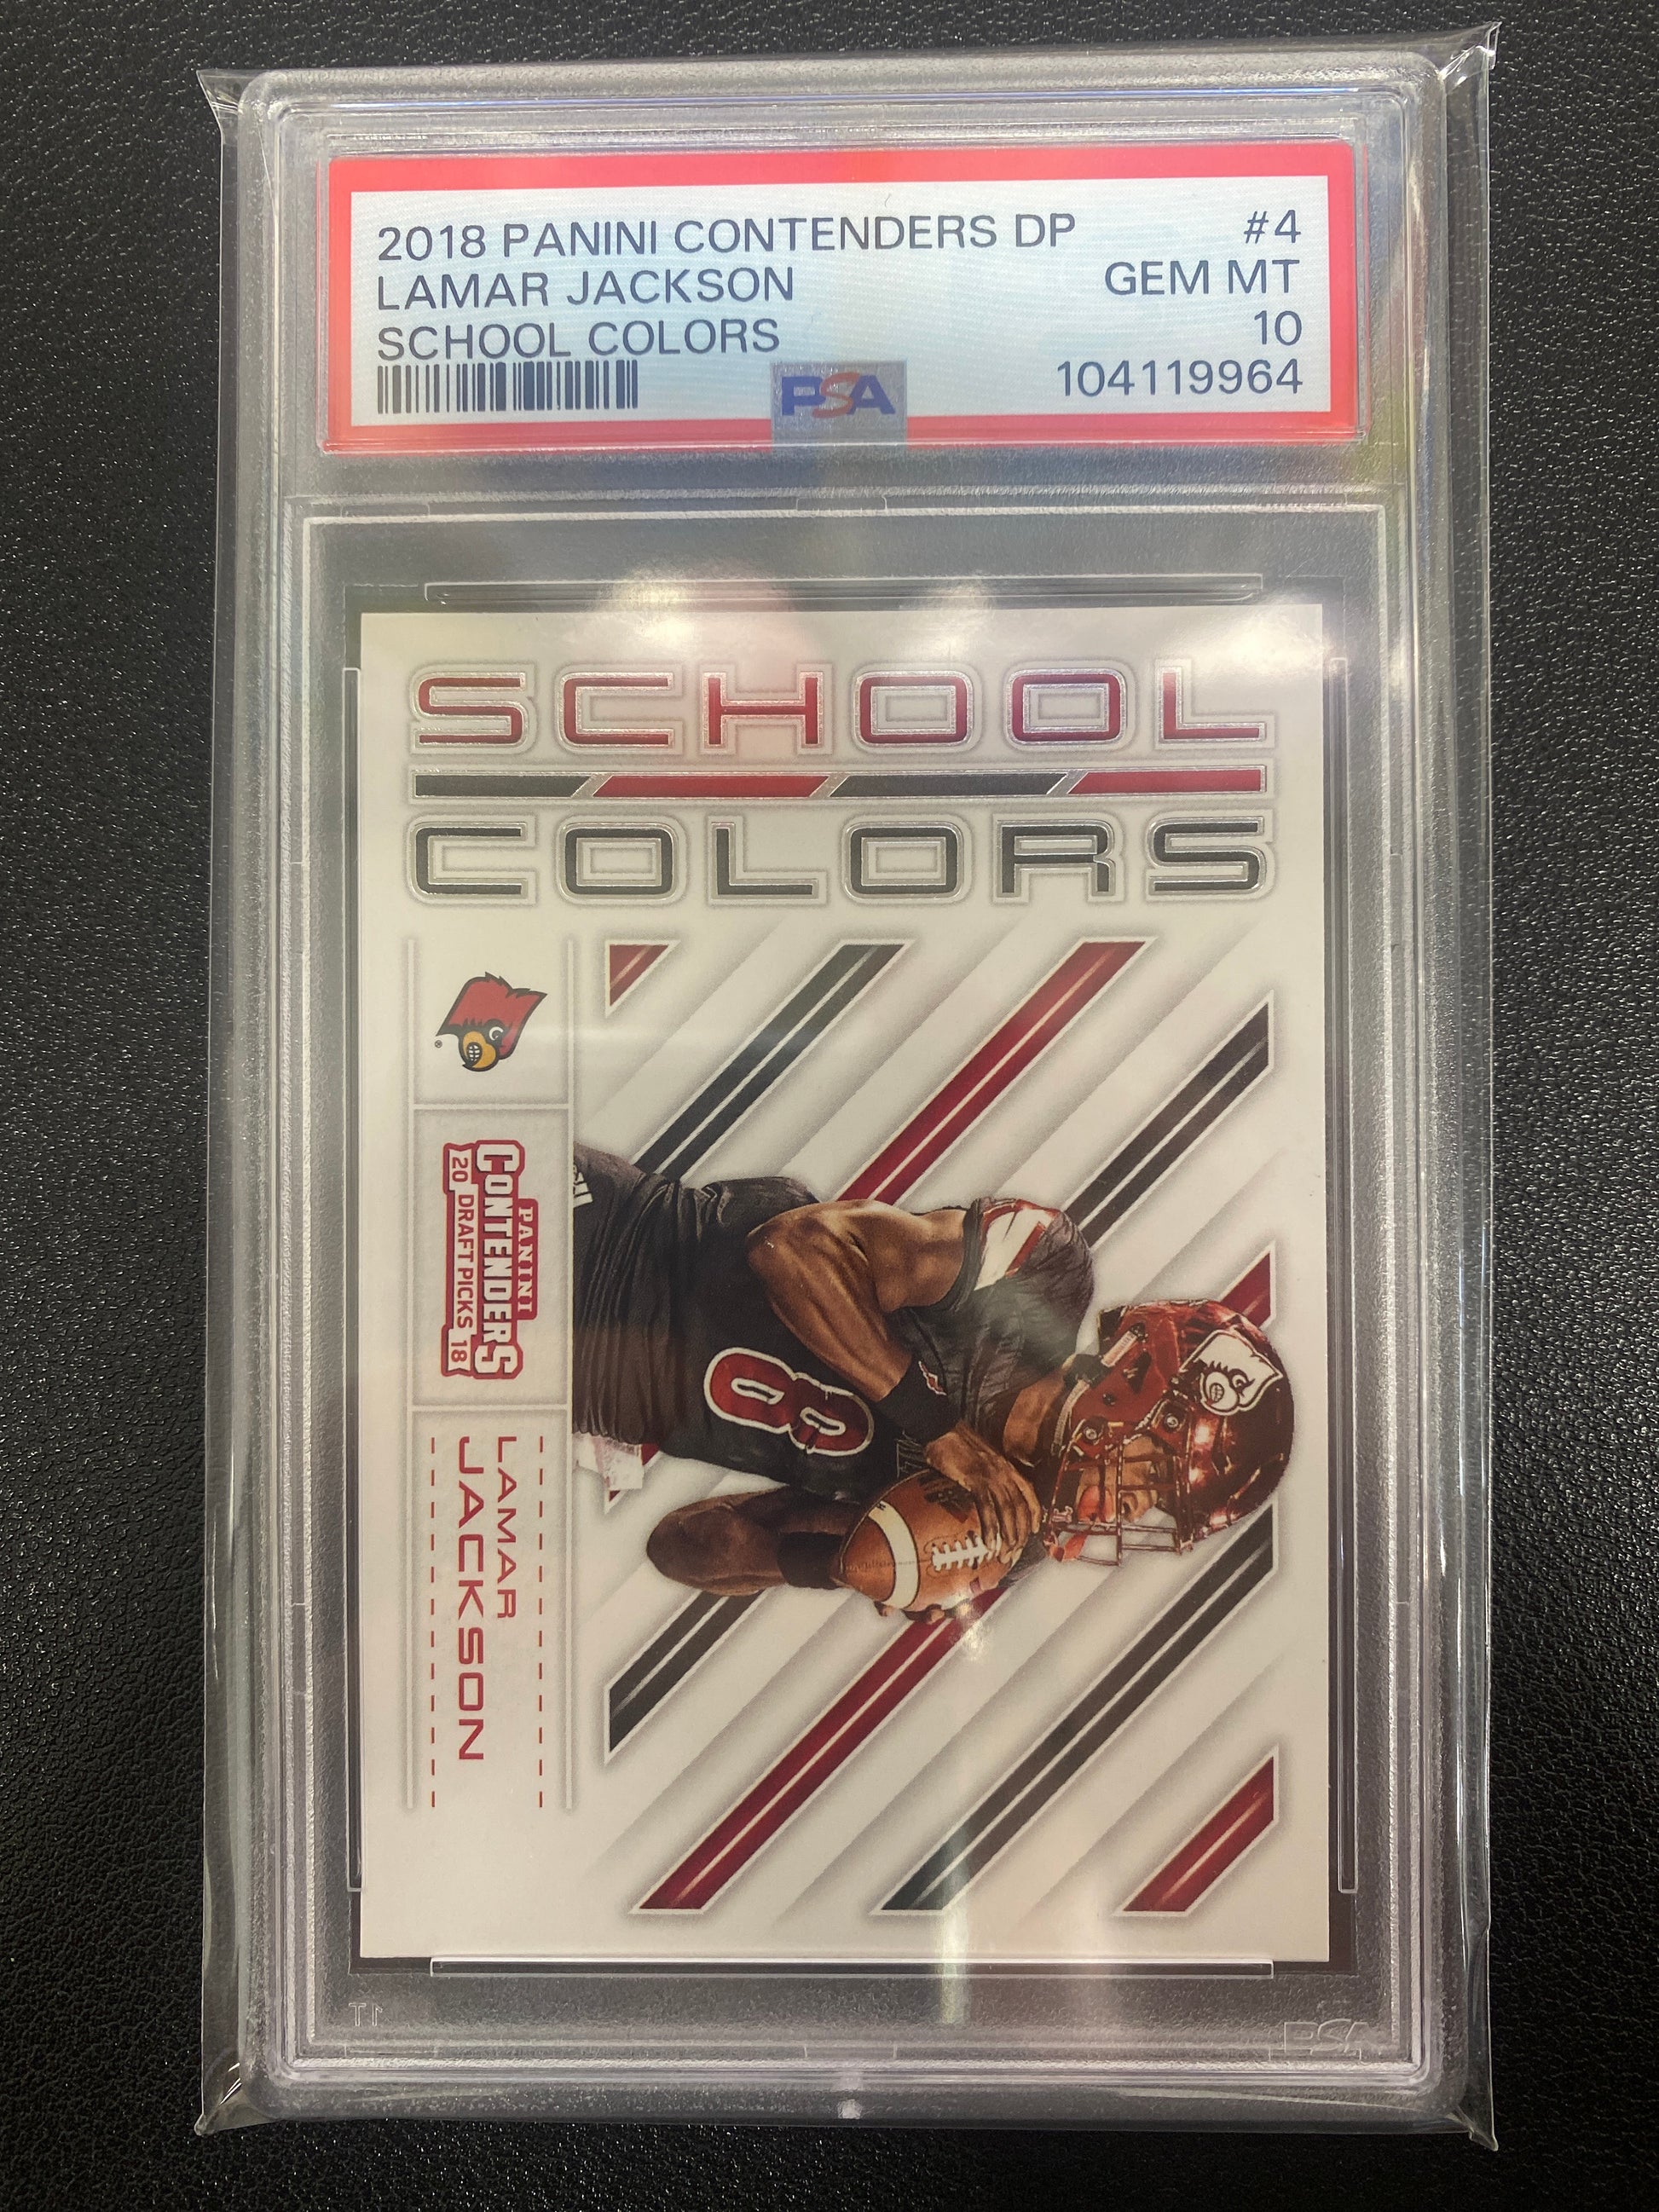 2018 PANINI CONTENDERS DP #4
LAMAR JACKSON GEM MT
SCHOOL COLORS 10
PSA 104119964
SCHOOL
COLORS
PANINI
CONTENDERS
20 DRAFT PICKS 18
LAMAR
JACKSON
8
PSA